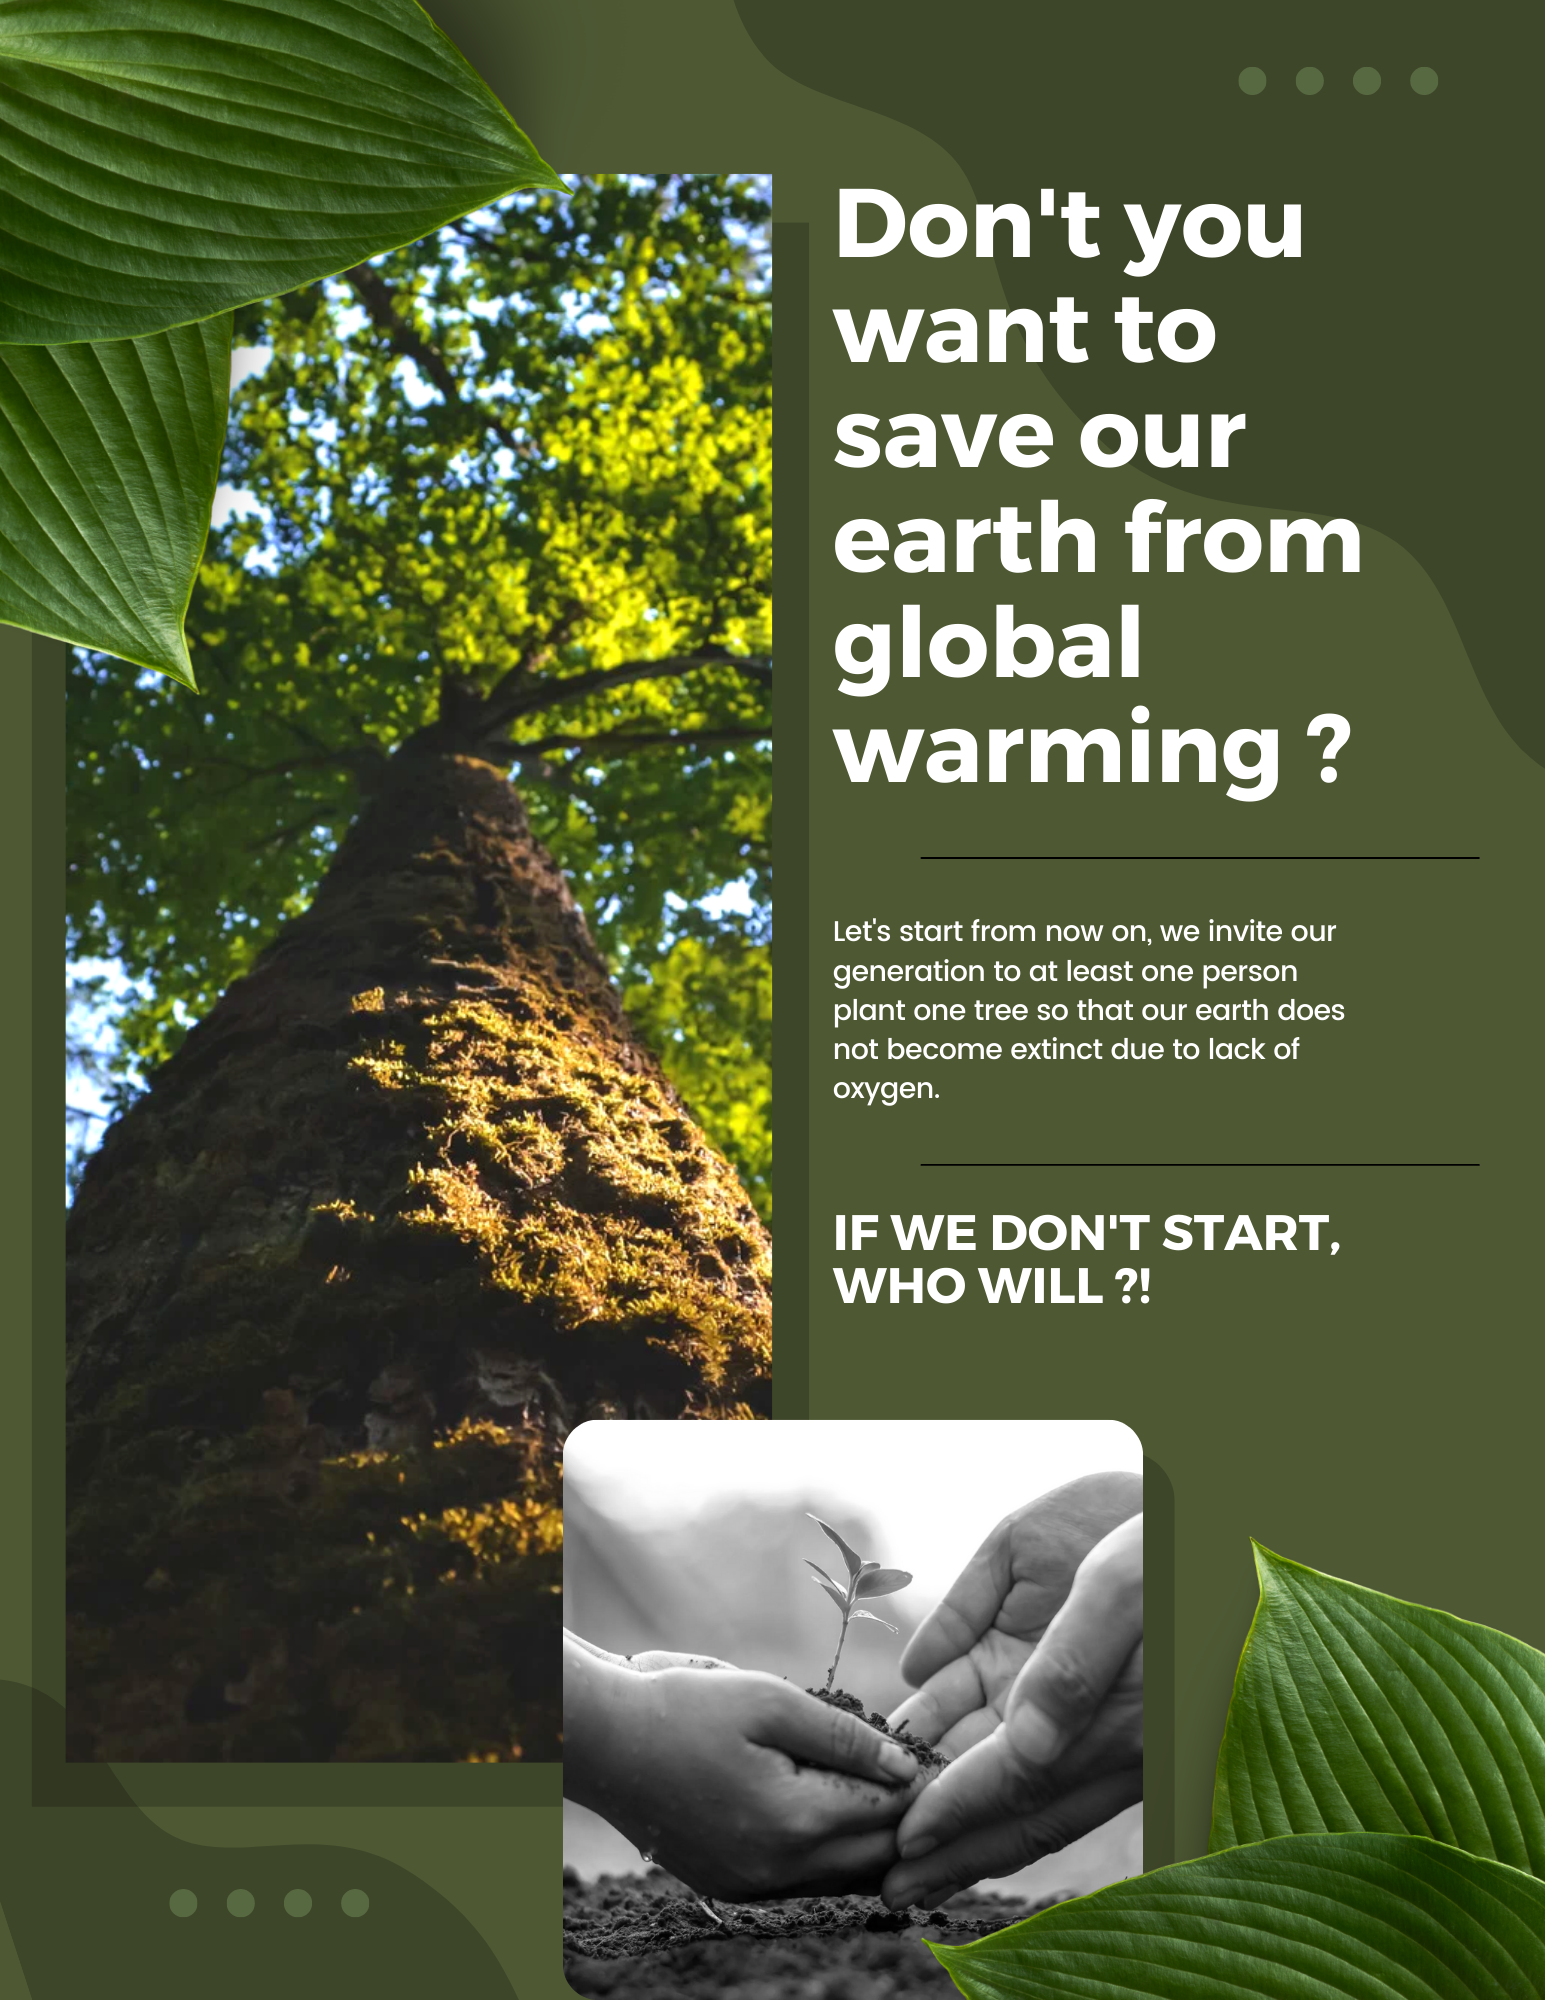 Don't you
want to
save our
earth from
global
warming ?
Let's start from now on, we invite our
generation to at least one person
plant one tree so that our earth does
not become extinct due to lack of
oxygen.
IF WE DON'T START,
WHO WILL ?!